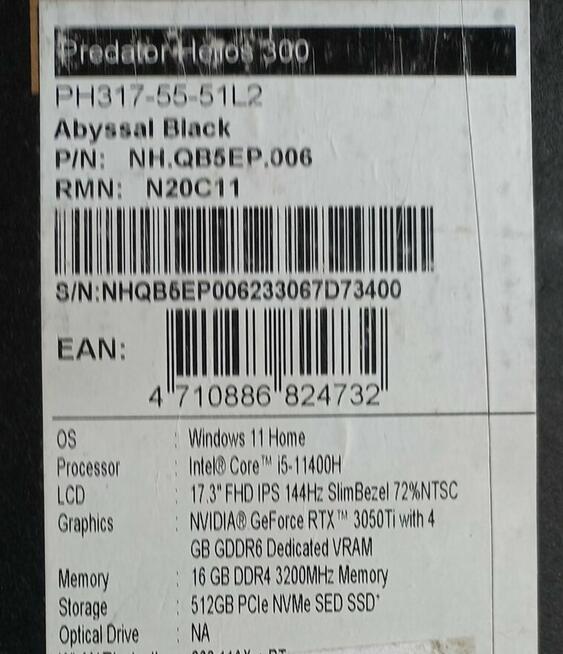 Predator Helios 300
PH317-55-51L2
Abyssal Black
P/N: NH.QB5EP.006
RMN: N20C11
S/N:NHQB5EP006233067D73400
EAN:
4 710886 824732
OS : Windows 11 Home
Processor : Intel® Core™ i5-11400H
LCD : 17.3" FHD IPS 144Hz SlimBezel 72%NTSC
Graphics : NVIDIA® GeForce RTX™ 3050Ti with 4
GB GDDR6 Dedicated VRAM
Memory : 16 GB DDR4 3200MHz Memory
Storage : 512GB PCIe NVMe SED SSD*
Optical Drive : NA